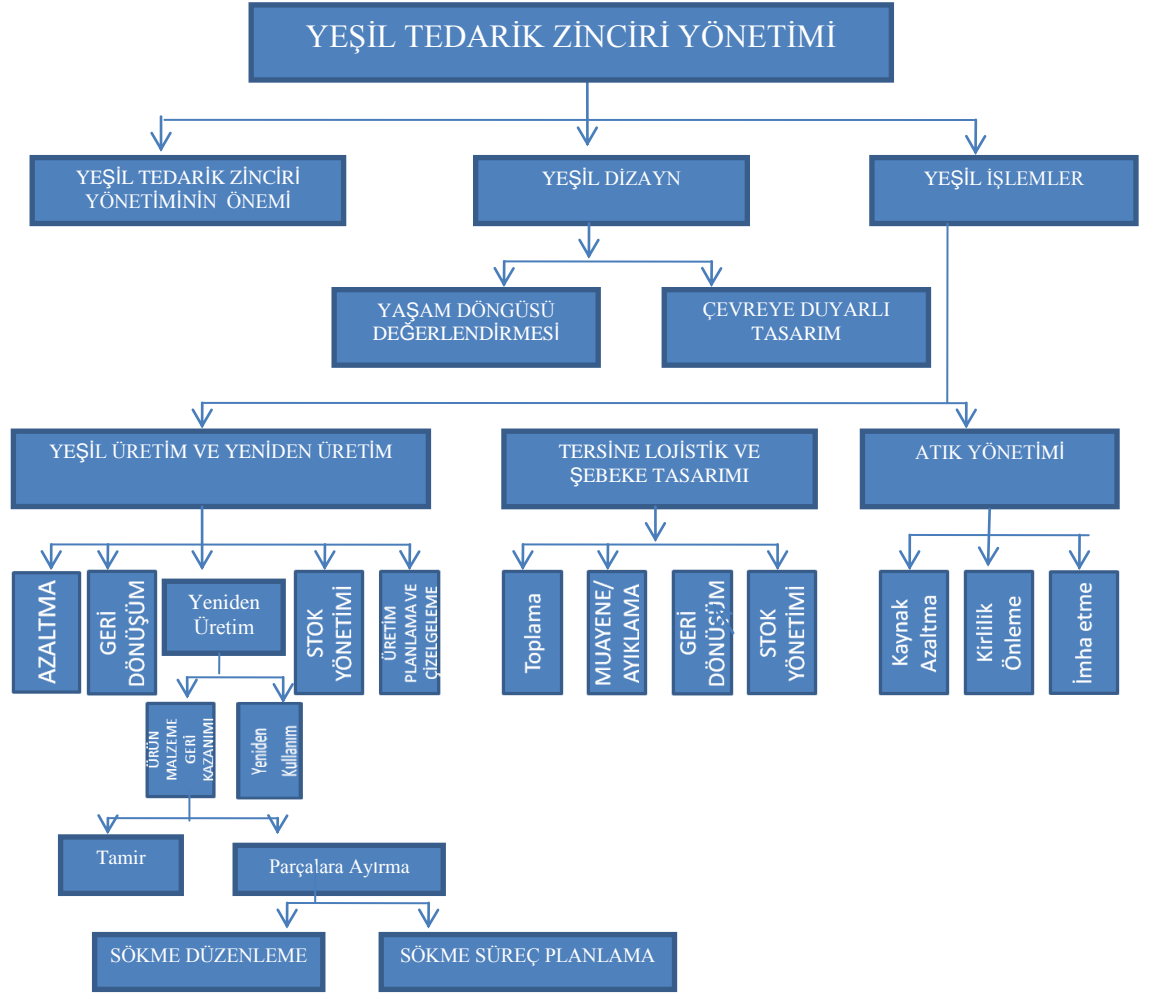 YEŞİL TEDARİK ZİNCİRİ YÖNETİMİ
YEŞİL TEDARİK ZİNCİRİ
YÖNETİMİNİN ÖNEMİ
YEŞİL DİZAYN
YEŞİL İŞLEMLER
YAŞAM DÖNGÜSÜ
DEĞERLENDİRMESİ
ÇEVREYE DUYARLI
TASARIM
YEŞİL ÜRETİM VE YENİDEN ÜRETİM
TERSİNE LOJİSTİK VE
ŞEBEKE TASARIMI
ATIK YÖNETİMİ
AZALTMA
GERİ
DÖNÜŞÜM
Yeniden
Üretim
STOK
YÖNETİMİ
ÜRETİM
PLANLAMA VE
ÇİZELGELEME
Toplama
MUAYENE/
AYIKLAMA
GERİ
DÖNÜŞÜM
STOK
YÖNETİMİ
Kaynak
Azaltma
Kirlilik
Önleme
İmha etme
ÜRÜN
MALZEME
GERİ
KAZANIMI
Yeniden
Kullanım
Tamir
Parçalara Ayırma
SÖKME DÜZENLEME
SÖKME SÜREÇ PLANLAMA